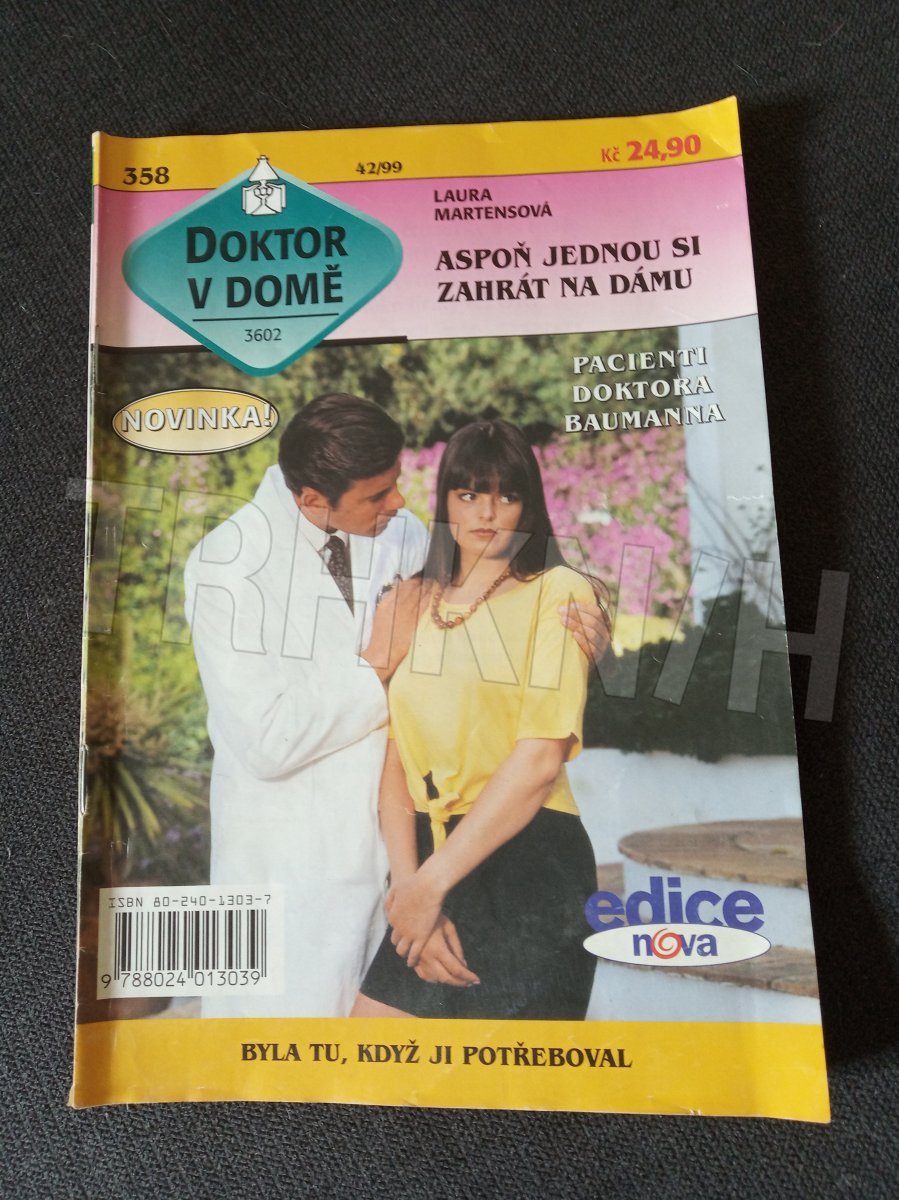 358
42/99
Kč 24,90
DOKTOR
V DOMĚ
3602
LAURA
MARTENSOVÁ
ASPOŇ JEDNOU SI
ZAHRÁT NA DÁMU
PACIENTI
DOKTORA
BAUMANNA
NOVINKA!
TRHKNIH
ISBN 80-240-1303-7
9 788024 013039
edice
nova
BYLA TU, KDYŽ JI POTŘEBOVAL